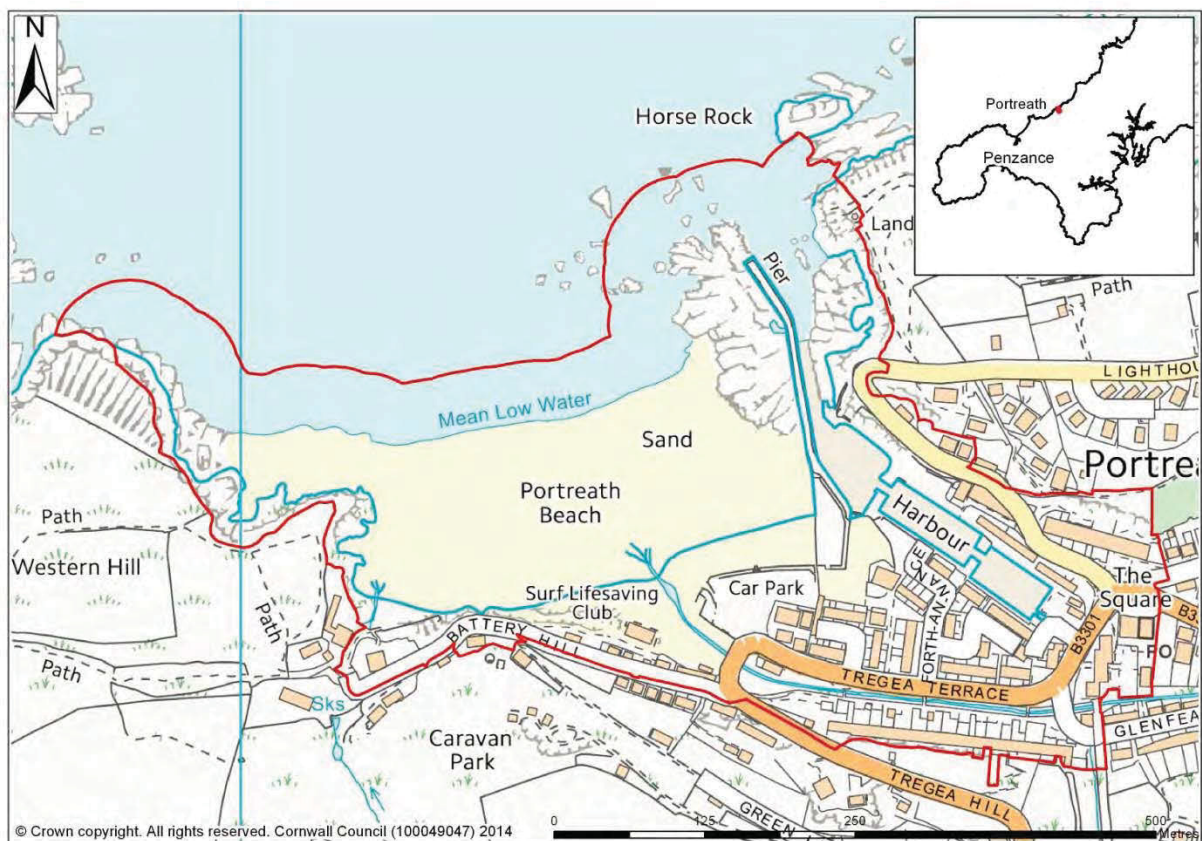 N
Portreath
Penzance
Horse Rock
Land
Pier
Path
LIGHTHOU
Mean Low Water
Sand
Portrea
Portreath
Beach
Harbour
Path
Western Hill
Surf Lifesaving
Club
Car Park
FORTH-AN-NANCE
The
Square
B3301
B3
PO
Path
BATTERY HILL
TREGEA TERRACE
Path
Sks
GLENFEA
Caravan
Park
TREGEA HILL
GREEN
© Crown copyright. All rights reserved. Cornwall Council (100049047) 2014
0 125 250 500
Metres